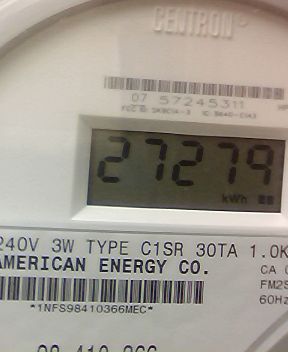 CENTRON
07 57245311
27279
kWh
240V 3W TYPE C1SR 30TA 1.0K
AMERICAN ENERGY CO.
CA
FM2S
60Hz
*1NFS98410366MEC*